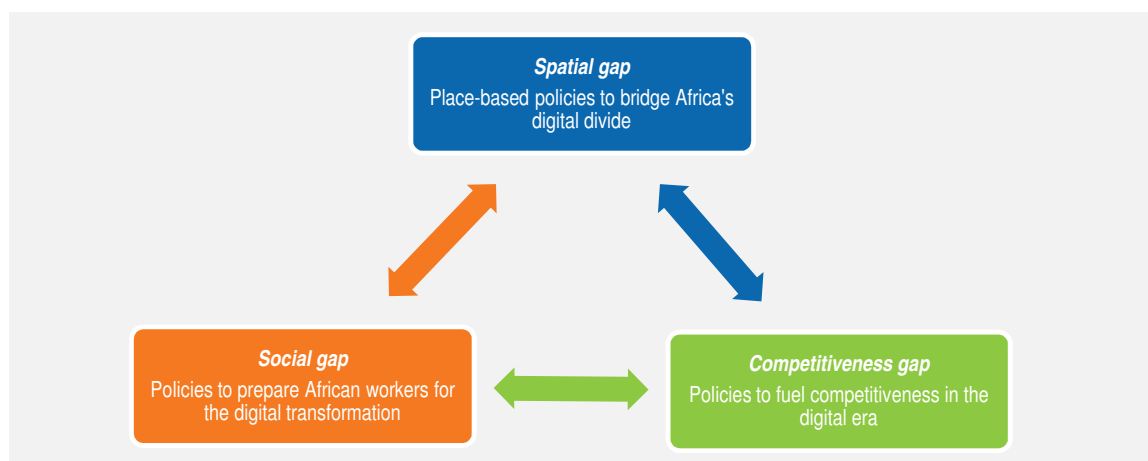 Spatial gap
Place-based policies to bridge Africa's
digital divide
Social gap
Policies to prepare African workers for
the digital transformation
Competitiveness gap
Policies to fuel competitiveness in the
digital era